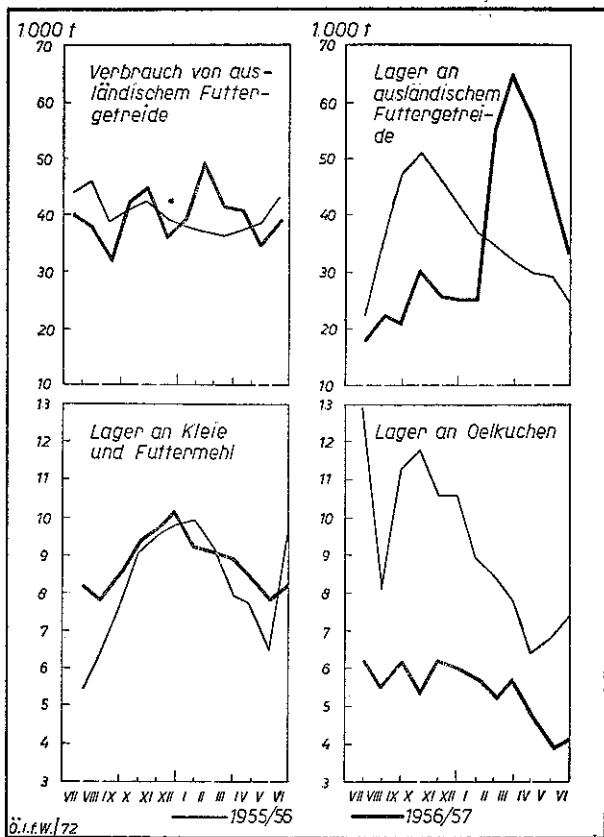 1.000 t
1.000 t
70
60
50
40
30
20
10
Verbrauch von aus-
ländischem Futter-
getreide
70
60
50
40
30
20
10
Lager an
ausländischem
Futtergetrei-
de
13
12
11
10
9
8
7
6
5
4
3
Lager an Kleie
und Futtermehl
13
12
11
10
9
8
7
6
5
4
3
Lager an Oelkuchen
VII VIII IX X XI XII I II III IV V VI
VII VIII IX X XI XII I II III IV V VI
Ö.I.f.W./72
1955/56
1956/57